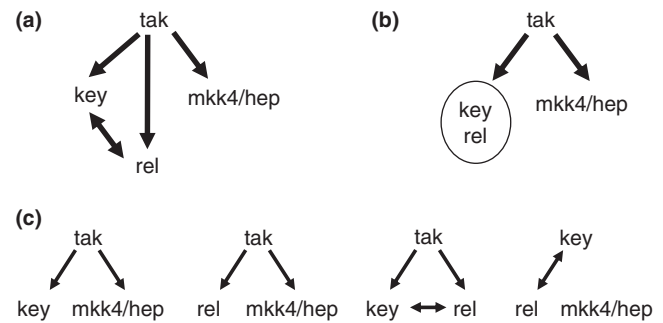 (a) tak (b) tak
key mkk4/hep key rel mkk4/hep
rel
(c) tak tak tak key
key mkk4/hep rel mkk4/hep key rel rel mkk4/hep